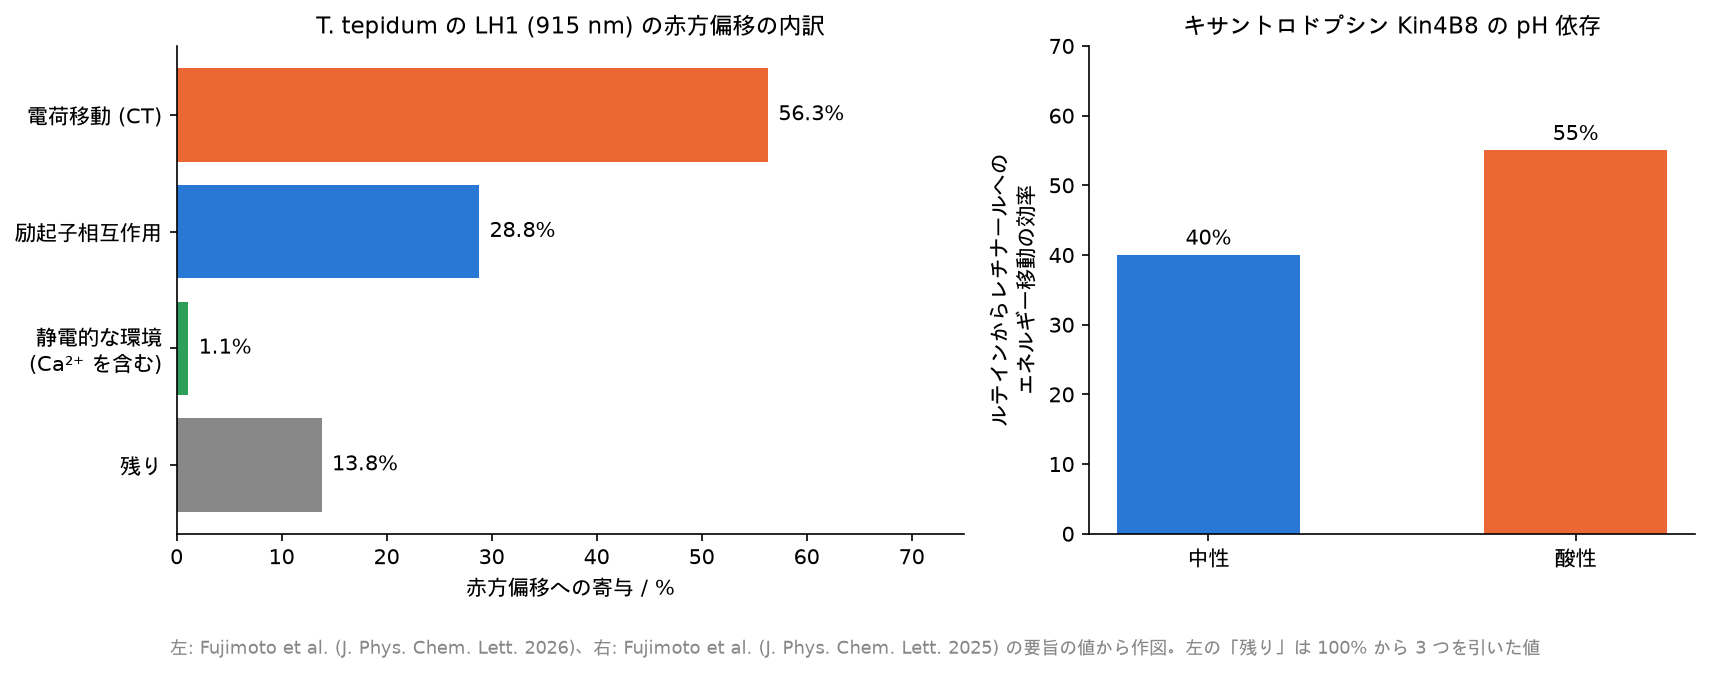 T. tepidum の LH1 (915 nm) の赤方偏移の内訳
電荷移動 (CT)
56.3%
励起子相互作用
28.8%
静電的な環境
(Ca²⁺ を含む)
1.1%
残り
13.8%
0 10 20 30 40 50 60 70
赤方偏移への寄与 / %
キサントロドプシン Kin4B8 の pH 依存
ルテインからレチナールへの
エネルギー移動の効率
70
60
50
40
30
20
10
0
40%
55%
中性
酸性
左: Fujimoto et al. (J. Phys. Chem. Lett. 2026)、右: Fujimoto et al. (J. Phys. Chem. Lett. 2025) の要旨の値から作図。左の「残り」は 100% から 3 つを引いた値